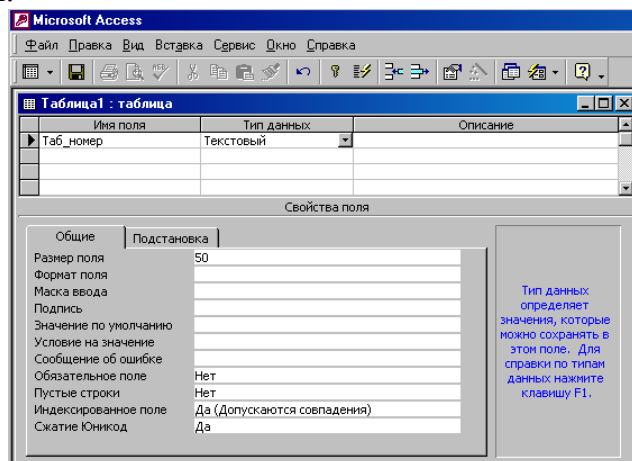 Microsoft Access
Файл Правка Вид Вставка Сервис Окно Справка
Таблица1 : таблица
Имя поля Тип данных Описание
Таб_номер Текстовый
Свойства поля
Общие Подстановка
Размер поля 50
Формат поля
Маска ввода
Подпись
Значение по умолчанию
Условие на значение
Сообщение об ошибке
Обязательное поле Нет
Пустые строки Нет
Индексированное поле Да (Допускаются совпадения)
Сжатие Юникод Да
Тип данных
определяет
значения, которые
можно сохранять в
этом поле. Для
справки по типам
данных нажмите
клавишу F1.